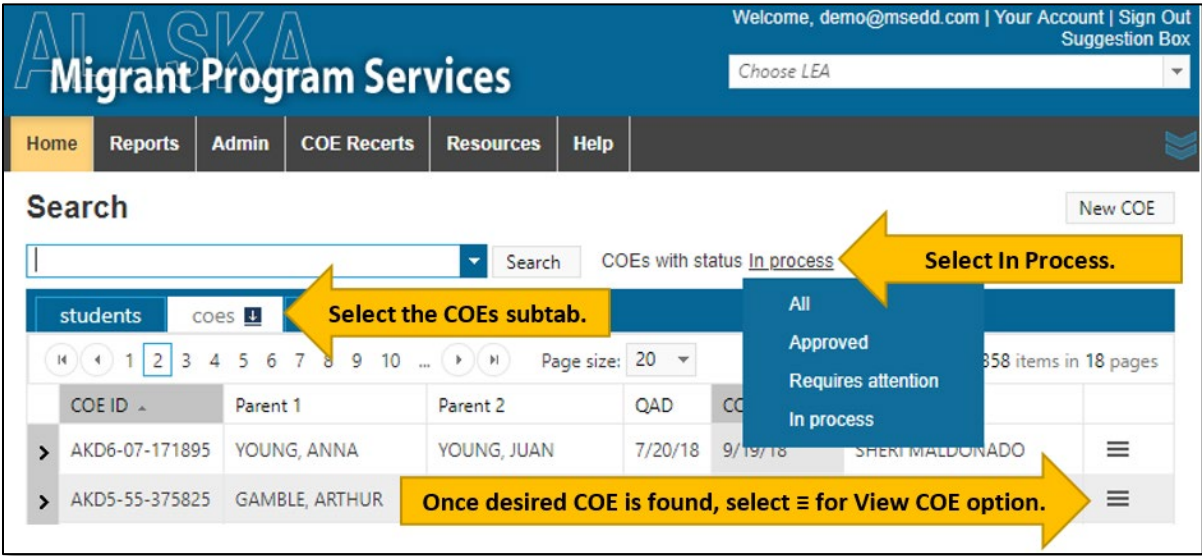 ALASKA
Migrant Program Services
Welcome, demo@msedd.com | Your Account | Sign Out
Suggestion Box
Choose LEA
Home Reports Admin COE Recerts Resources Help
Search
New COE
Search COEs with status In process
Select In Process.
students coes
Select the COEs subtab.
All
Approved
Requires attention
In process
1 2 3 4 5 6 7 8 9 10 ... Page size: 20 358 items in 18 pages
COE ID Parent 1 Parent 2 QAD
AKD6-07-171895 YOUNG, ANNA YOUNG, JUAN 7/20/18 9/19/18 SHERI MALDONADO ≡
AKD5-55-375825 GAMBLE, ARTHUR ≡
Once desired COE is found, select ≡ for View COE option.